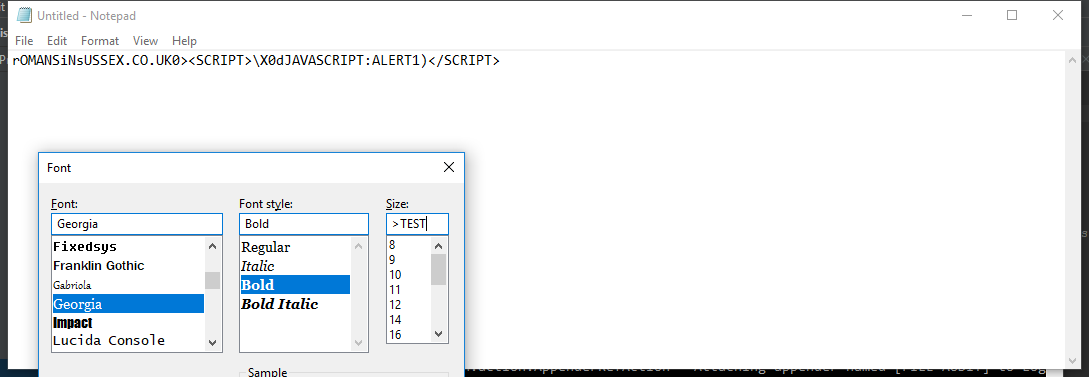 Untitled - Notepad
File Edit Format View Help
rOMANSiNsUSSEX.CO.UK0><SCRIPT>\X0dJAVASCRIPT:ALERT1)</SCRIPT>
Font
Font: Font style: Size:
Georgia Bold >TEST
Fixedsys Regular 8
Franklin Gothic Italic 9
Gabriola Bold 10
Georgia Bold Italic 11
Impact 12
Lucida Console 14
16
Sample